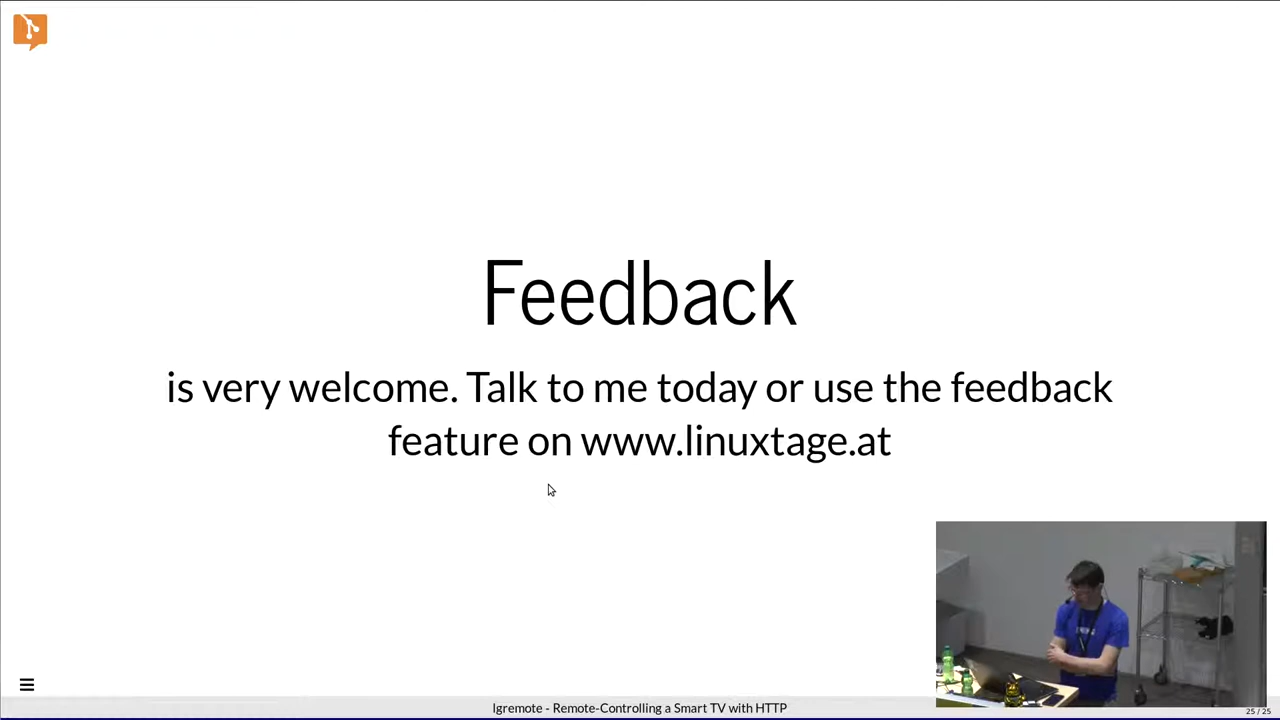 Feedback
is very welcome. Talk to me today or use the feedback
feature on www.linuxtage.at
lgremote - Remote-Controlling a Smart TV with HTTP
25 / 25